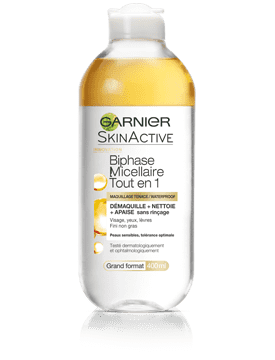 GARNIER
SKINACTIVE
Biphase
Micellaire
Tout en 1
MAQUILLAGE TENACE / WATERPROOF
DÉMAQUILLE + NETTOIE
+ APAISE sans rinçage
Visage, yeux, lèvres
Fini non gras
Peaux sensibles, tolérance optimale
Testé dermatologiquement
et ophtalmologiquement
Grand format 400ml